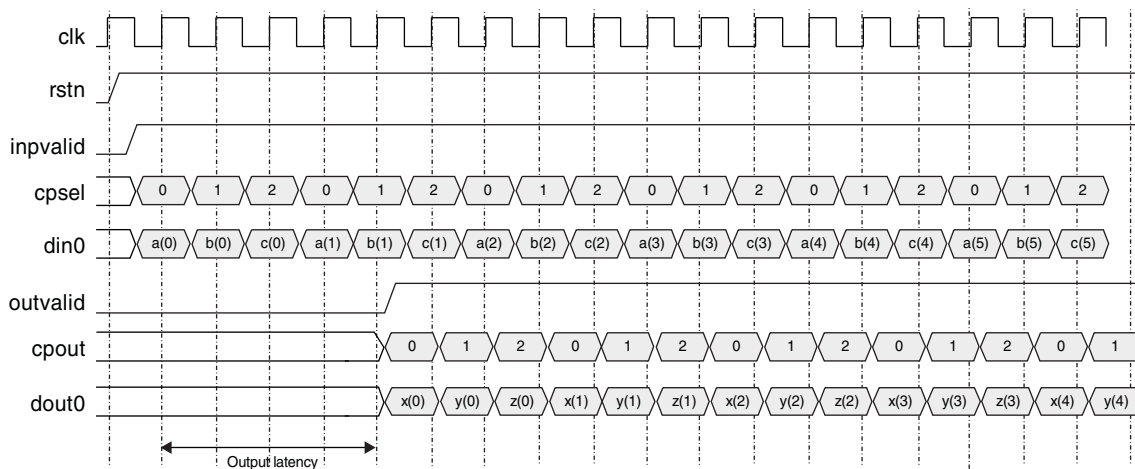 clk
rstn
inpvalid
cpsel 0 1 2 0 1 2 0 1 2 0 1 2 0 1 2 0 1 2
din0 a(0) b(0) c(0) a(1) b(1) c(1) a(2) b(2) c(2) a(3) b(3) c(3) a(4) b(4) c(4) a(5) b(5) c(5)
outvalid
cpout 0 1 2 0 1 2 0 1 2 0 1 2 0 1
dout0 x(0) y(0) z(0) x(1) y(1) z(1) x(2) y(2) z(2) x(3) y(3) z(3) x(4) y(4)
Output latency